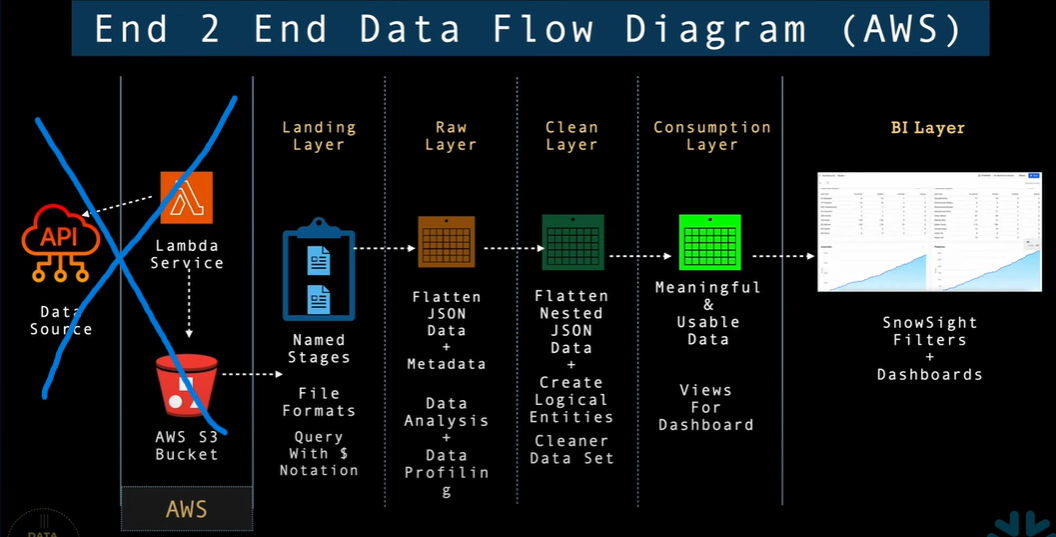 End 2 End Data Flow Diagram (AWS)
API
Data
Source
Lambda
Service
AWS S3
Bucket
AWS
Landing
Layer
Named
Stages
File
Formats
Query
With $
Notation
Raw
Layer
Flatten
JSON
Data
+
Metadata
Data
Analysis
+
Data
Profilin
g
Clean
Layer
Flatten
Nested
JSON
Data
+
Create
Logical
Entities
Cleaner
Data Set
Consumption
Layer
Meaningful
&
Usable
Data
Views
For
Dashboard
BI Layer
SnowSight
Filters
+
Dashboards
DATA